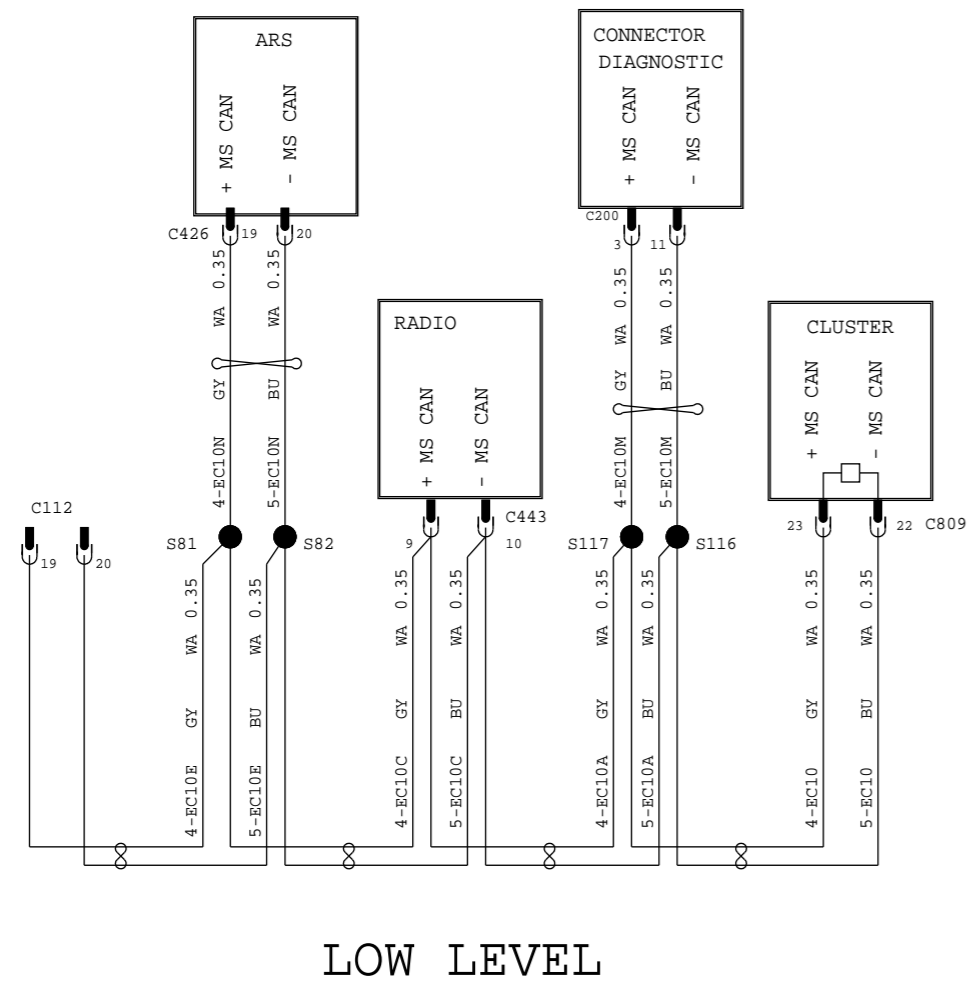 ARS
+ MS CAN
- MS CAN
C426
19
20
WA 0.35
WA 0.35
GY
BU
4-EC10N
5-EC10N
S81
S82
CONNECTOR
DIAGNOSTIC
+ MS CAN
- MS CAN
C200
3
11
WA 0.35
WA 0.35
GY
BU
4-EC10M
5-EC10M
S117
S116
RADIO
+ MS CAN
- MS CAN
C443
9
10
CLUSTER
+ MS CAN
- MS CAN
23
22
C809
C112
19
20
4-EC10E GY WA 0.35
5-EC10E BU WA 0.35
4-EC10C GY WA 0.35
5-EC10C BU WA 0.35
4-EC10A GY WA 0.35
5-EC10A BU WA 0.35
4-EC10 GY WA 0.35
5-EC10 BU WA 0.35
LOW LEVEL